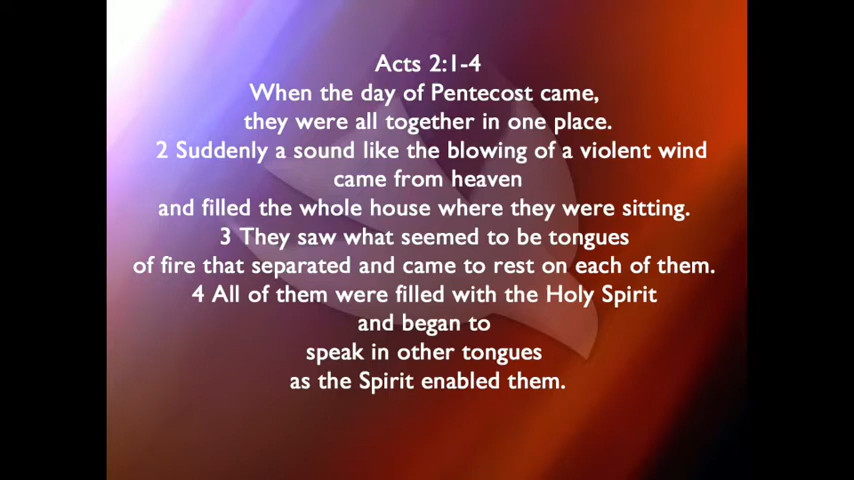 Acts 2:1-4
When the day of Pentecost came,
they were all together in one place.
2 Suddenly a sound like the blowing of a violent wind
came from heaven
and filled the whole house where they were sitting.
3 They saw what seemed to be tongues
of fire that separated and came to rest on each of them.
4 All of them were filled with the Holy Spirit
and began to
speak in other tongues
as the Spirit enabled them.